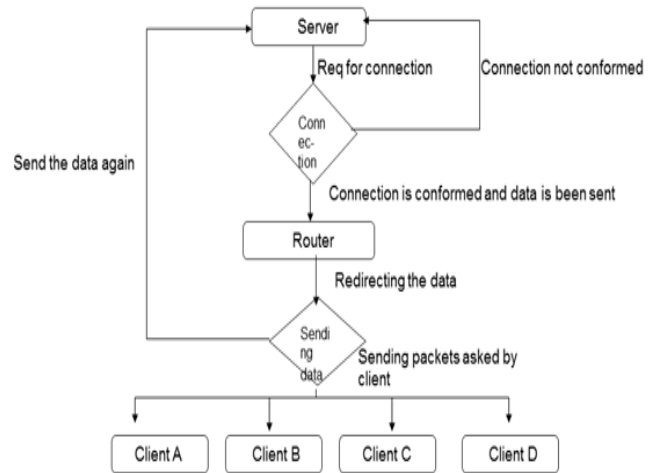 Server
Req for connection
Connection not conformed
Conn
ec-
tion
Send the data again
Connection is conformed and data is been sent
Router
Redirecting the data
Sendi
ng
data
Sending packets asked by
client
Client A
Client B
Client C
Client D